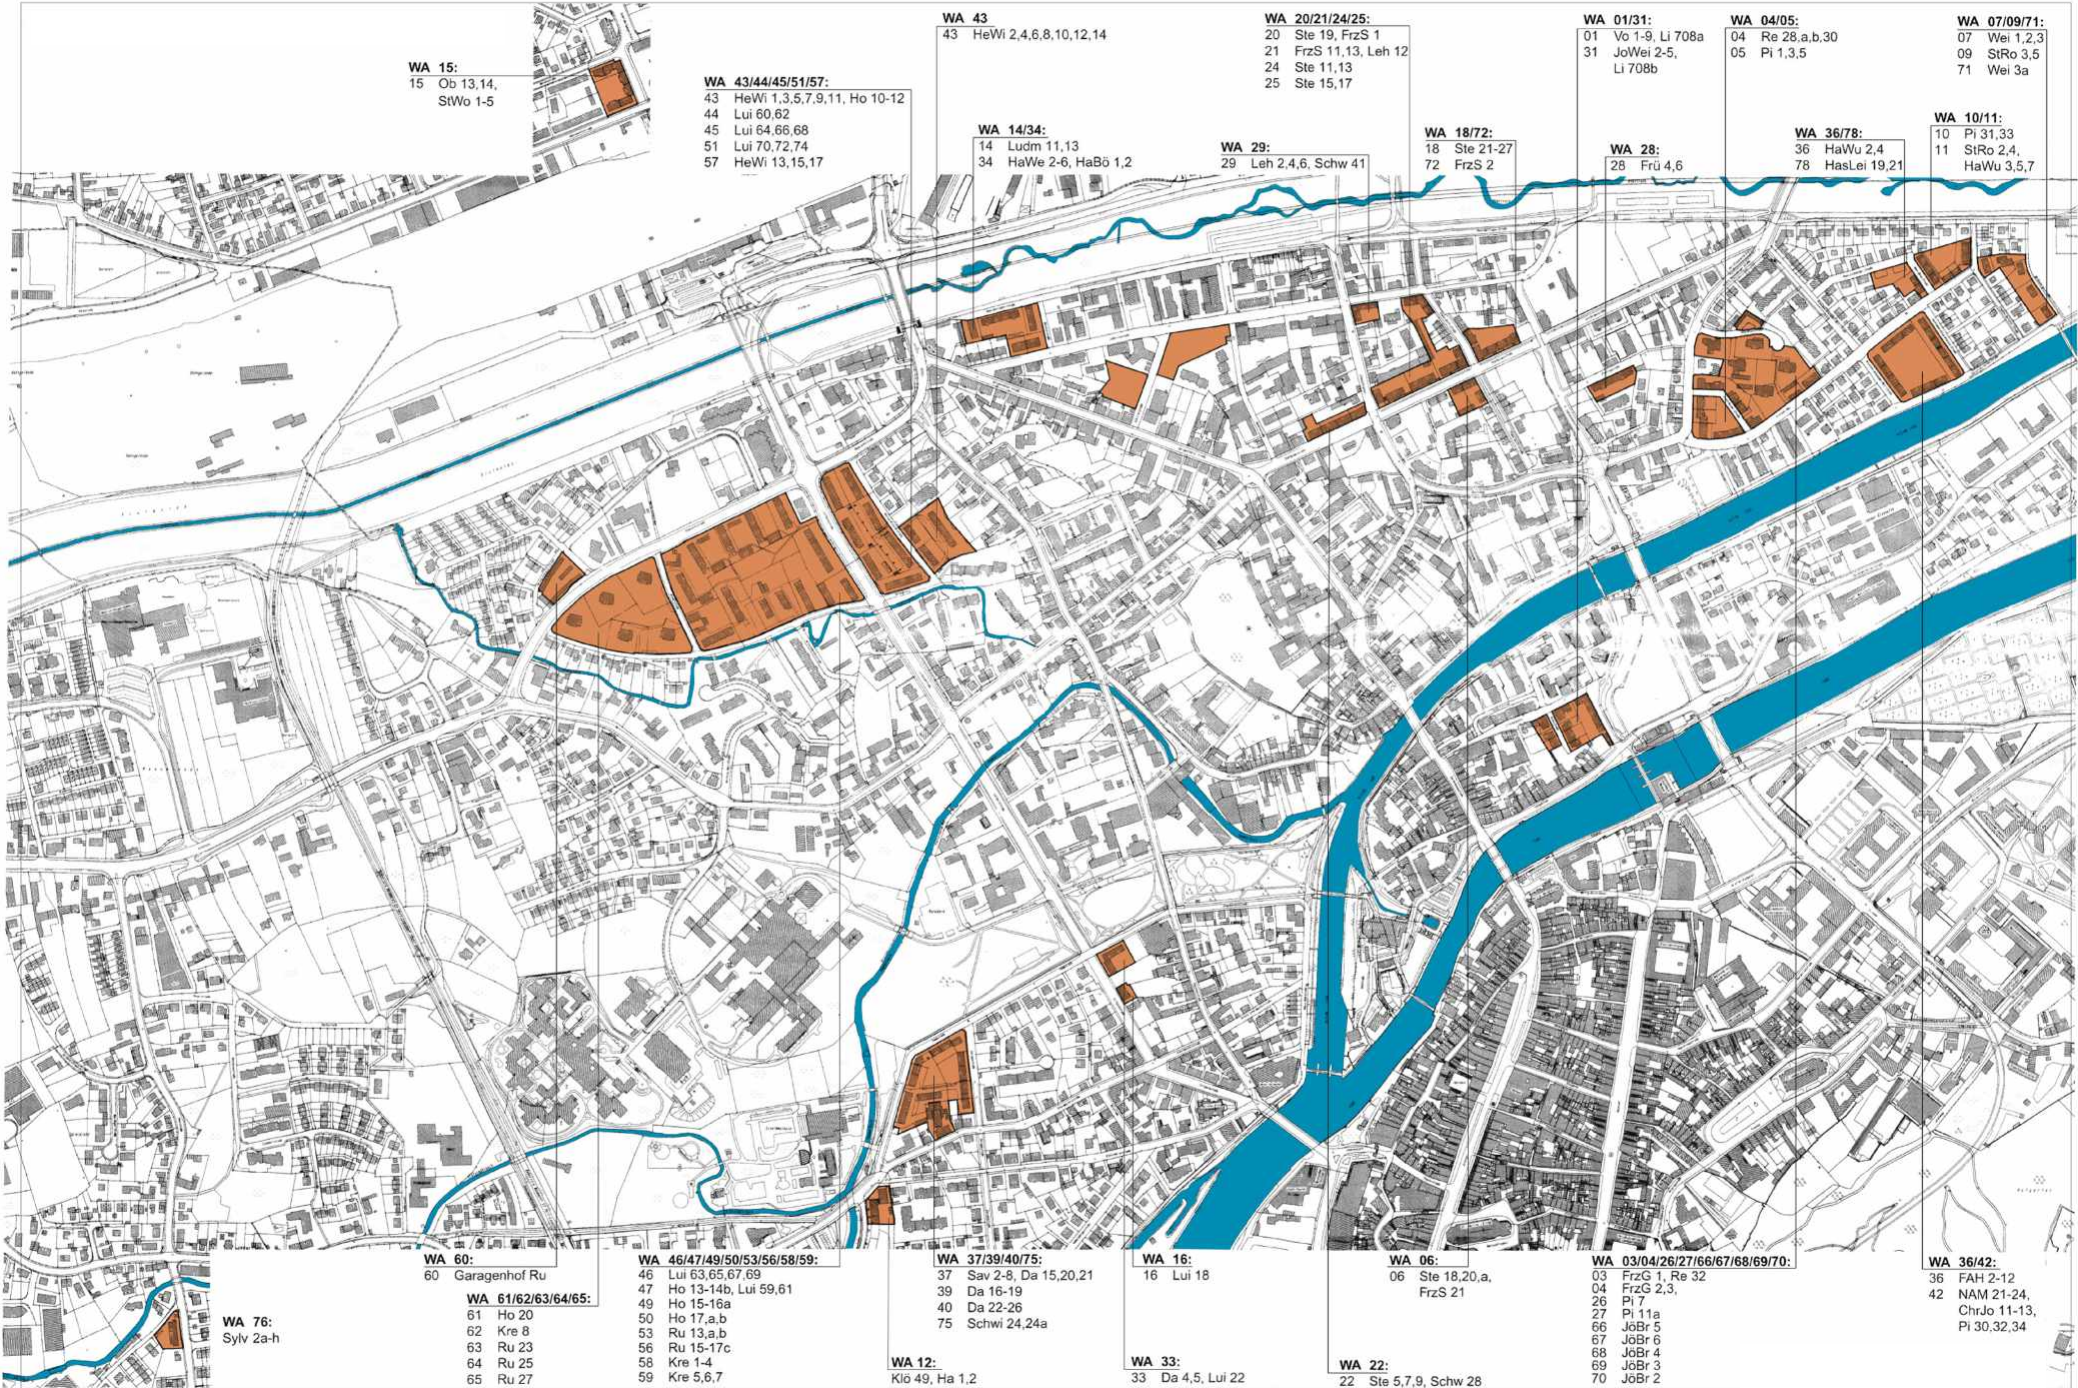 WA 15:
15 Ob 13,14,
StWo 1-5
WA 43/44/45/51/57:
43 HeWi 1,3,5,7,9,11, Ho 10-12
44 Lui 60,62
45 Lui 64,66,68
51 Lui 70,72,74
57 HeWi 13,15,17
WA 43
43 HeWi 2,4,6,8,10,12,14
WA 14/34:
14 Ludm 11,13
34 HaWe 2-6, HaBö 1,2
WA 29:
29 Leh 2,4,6, Schw 41
WA 20/21/24/25:
20 Ste 19, FrzS 1
21 FrzS 11,13, Leh 12
24 Ste 11,13
25 Ste 15,17
WA 18/72:
18 Ste 21-27
72 FrzS 2
WA 01/31:
01 Vo 1-9, Li 708a
31 JoWei 2-5,
Li 708b
WA 28:
28 Frü 4,6
WA 04/05:
04 Re 28,a,b,30
05 Pi 1,3,5
WA 36/78:
36 HaWu 2,4
78 HasLei 19,21
WA 07/09/71:
07 Wei 1,2,3
09 StRo 3,5
71 Wei 3a
WA 10/11:
10 Pi 31,33
11 StRo 2,4,
HaWu 3,5,7
WA 76:
Sylv 2a-h
WA 60:
60 Garagenhof Ru
WA 61/62/63/64/65:
61 Ho 20
62 Kre 8
63 Ru 23
64 Ru 25
65 Ru 27
WA 46/47/49/50/53/56/58/59:
46 Lui 63,65,67,69
47 Ho 13-14b, Lui 59,61
49 Ho 15-16a
50 Ho 17,a,b
53 Ru 13,a,b
56 Ru 15-17c
58 Kre 1-4
59 Kre 5,6,7
WA 12:
Klö 49, Ha 1,2
WA 37/39/40/75:
37 Sav 2-8, Da 15,20,21
39 Da 16-19
40 Da 22-26
75 Schwi 24,24a
WA 16:
16 Lui 18
WA 33:
33 Da 4,5, Lui 22
WA 22:
22 Ste 5,7,9, Schw 28
WA 06:
06 Ste 18,20,a,
FrzS 21
WA 03/04/26/27/66/67/68/69/70:
03 FrzG 1, Re 32
04 FrzG 2,3,
26 Pi 7
27 Pi 11a
66 JöBr 5
67 JöBr 6
68 JöBr 4
69 JöBr 3
70 JöBr 2
WA 36/42:
36 FAH 2-12
42 NAM 21-24,
ChrJo 11-13,
Pi 30,32,34